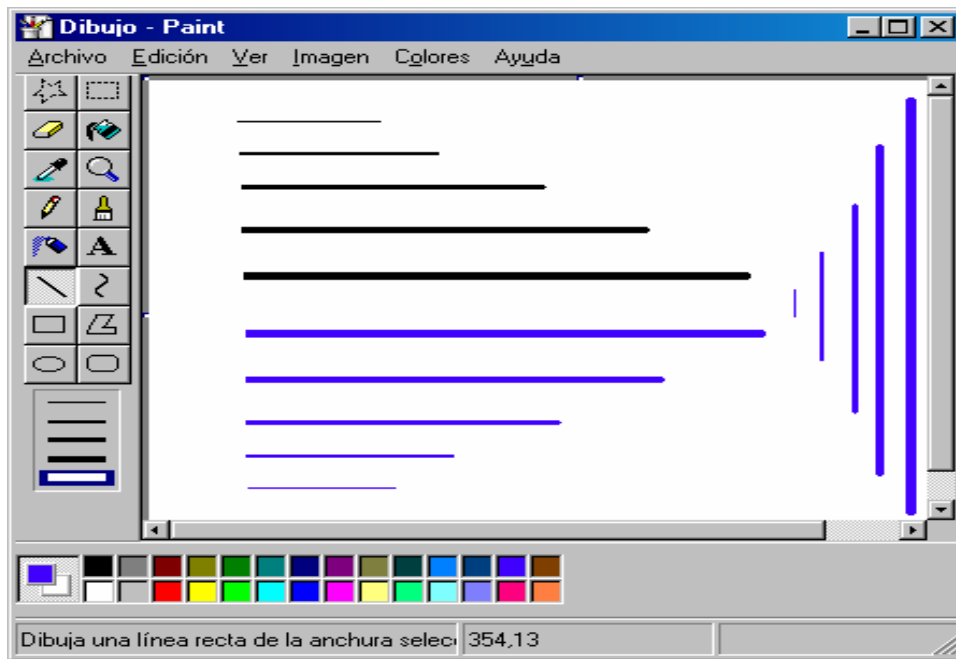 Dibujo - Paint
Archivo Edición Ver Imagen Colores Ayuda
A
Dibuja una línea recta de la anchura selec 354,13